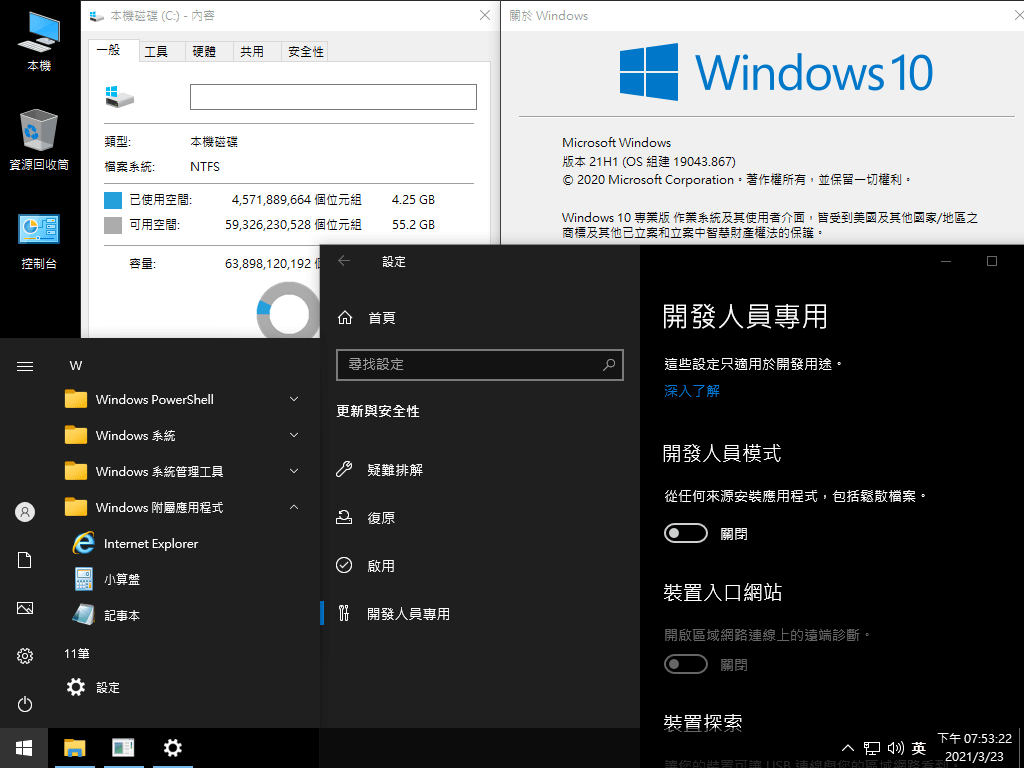 本機
資源回收筒
控制台
本機磁碟 (C:) - 內容
一般
工具
硬體
共用
安全性
類型:
本機磁碟
檔案系統:
NTFS
已使用空間:
4,571,889,664 個位元組
4.25 GB
可用空間:
59,326,230,528 個位元組
55.2 GB
容量:
63,898,120,192
關於 Windows
Windows 10
Microsoft Windows
版本 21H1 (OS 組建 19043.867)
© 2020 Microsoft Corporation。著作權所有，並保留一切權利。
Windows 10 專業版 作業系統及其使用者介面，皆受到美國及其他國家/地區之
商標及其他已立案和立案中智慧財產權法的保護。
W
Windows PowerShell
Windows 系統
Windows 系統管理工具
Windows 附屬應用程式
Internet Explorer
小算盤
記事本
11筆
設定
設定
首頁
尋找設定
更新與安全性
疑難排解
復原
啟用
開發人員專用
開發人員專用
這些設定只適用於開發用途。
深入了解
開發人員模式
從任何來源安裝應用程式，包括鬆散檔案。
關閉
裝置入口網站
開啟區域網路連線上的遠端診斷。
關閉
裝置探索
英
下午 07:53:22
2021/3/23